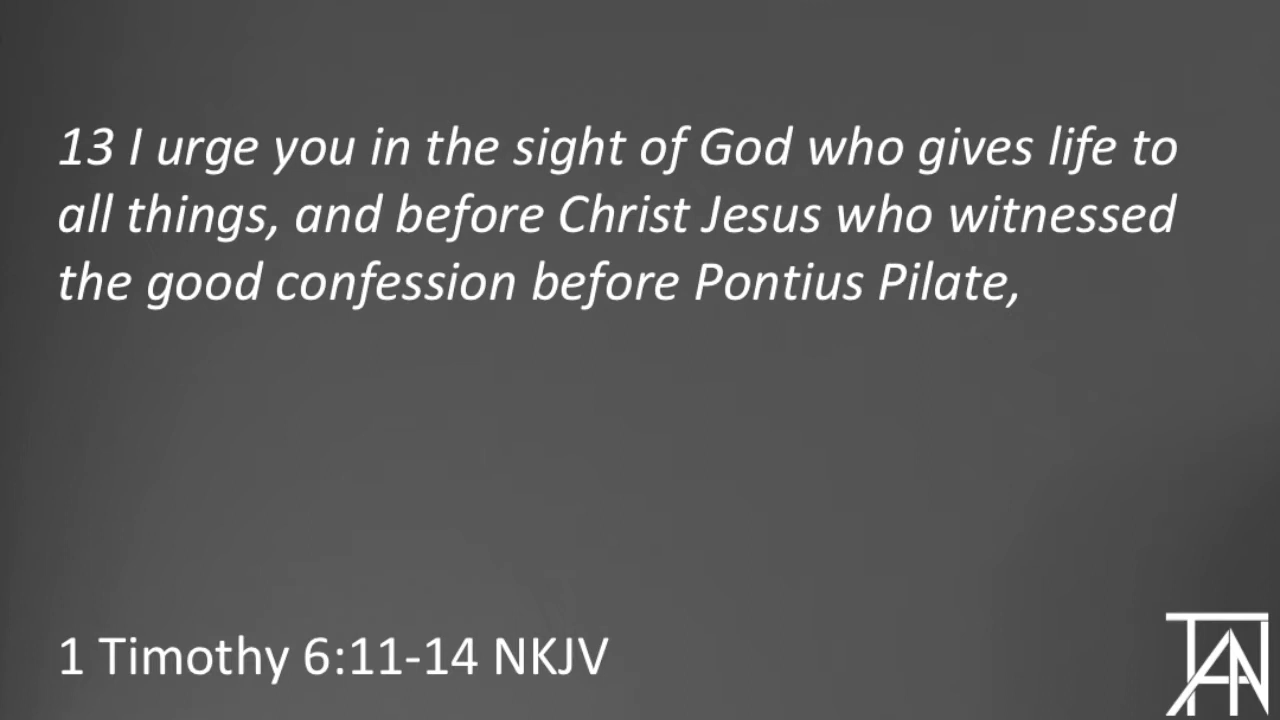 13 I urge you in the sight of God who gives life to
all things, and before Christ Jesus who witnessed
the good confession before Pontius Pilate,
1 Timothy 6:11-14 NKJV
TAN